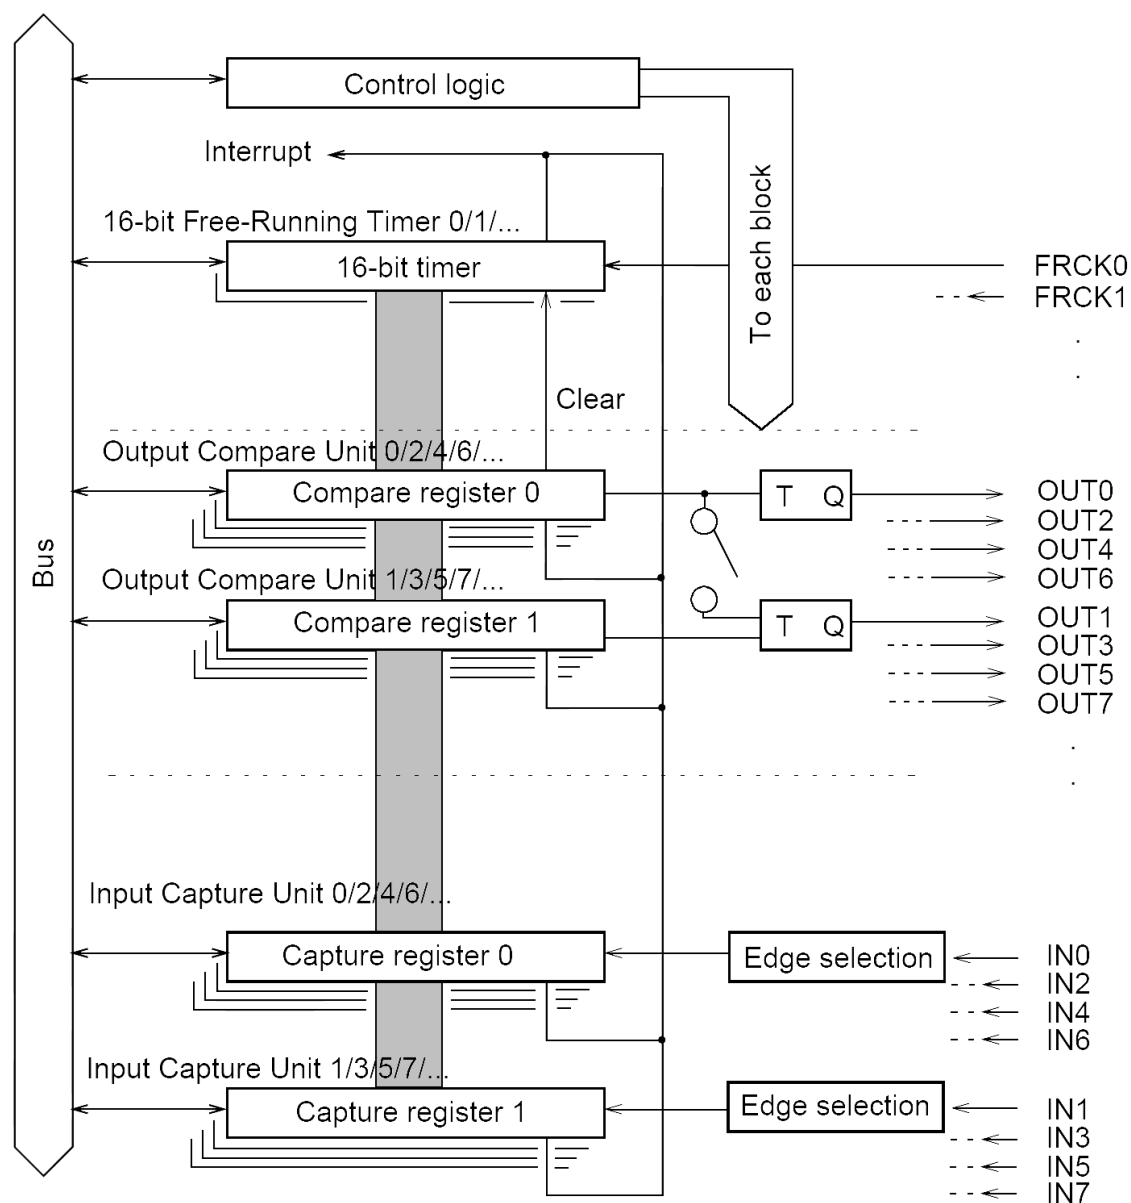 Control logic
Interrupt
16-bit Free-Running Timer 0/1/...
16-bit timer
To each block
FRCK0
FRCK1
.
.
Clear
Bus
Output Compare Unit 0/2/4/6/...
Compare register 0
T Q
OUT0
OUT2
OUT4
OUT6
Output Compare Unit 1/3/5/7/...
Compare register 1
T Q
OUT1
OUT3
OUT5
OUT7
.
.
Input Capture Unit 0/2/4/6/...
Capture register 0
Edge selection
IN0
IN2
IN4
IN6
Input Capture Unit 1/3/5/7/...
Capture register 1
Edge selection
IN1
IN3
IN5
IN7